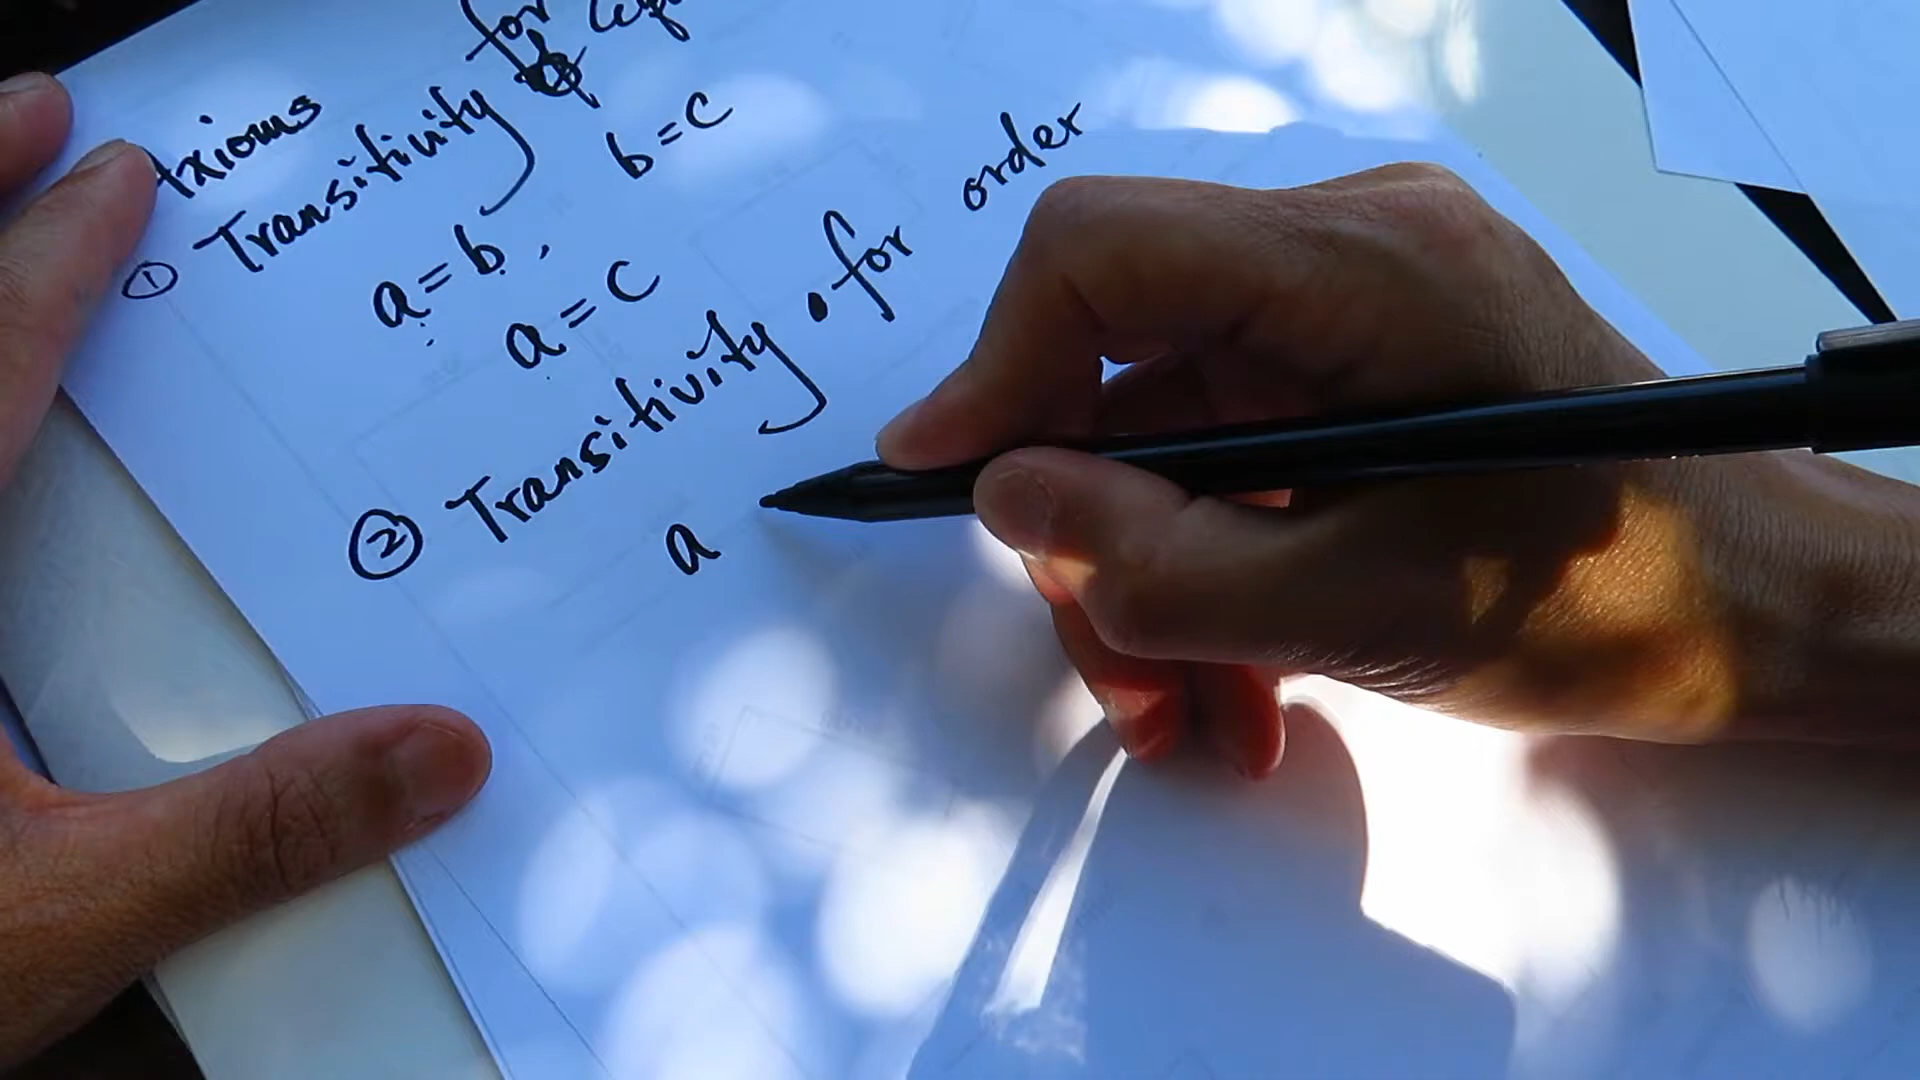 Axioms
① Transitivity for
a = b, b = c
a = c
② Transitivity for order
a